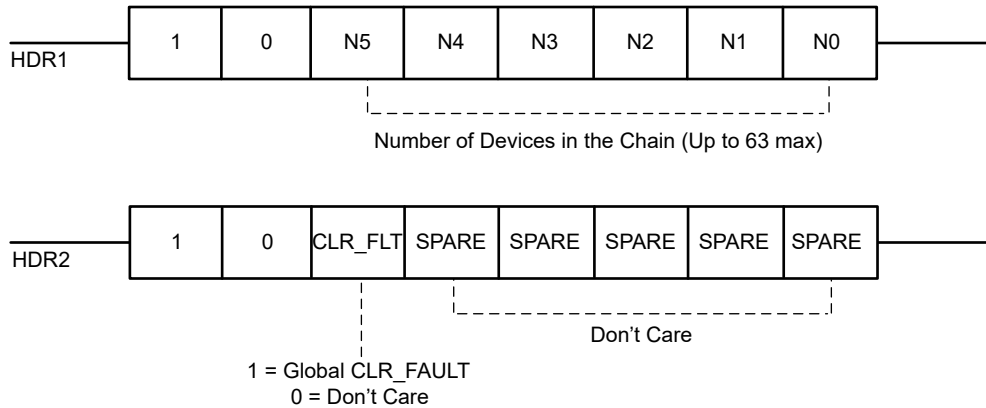 HDR1 1 0 N5 N4 N3 N2 N1 N0
Number of Devices in the Chain (Up to 63 max)
HDR2 1 0 CLR_FLT SPARE SPARE SPARE SPARE SPARE
Don’t Care
1 = Global CLR_FAULT
0 = Don’t Care